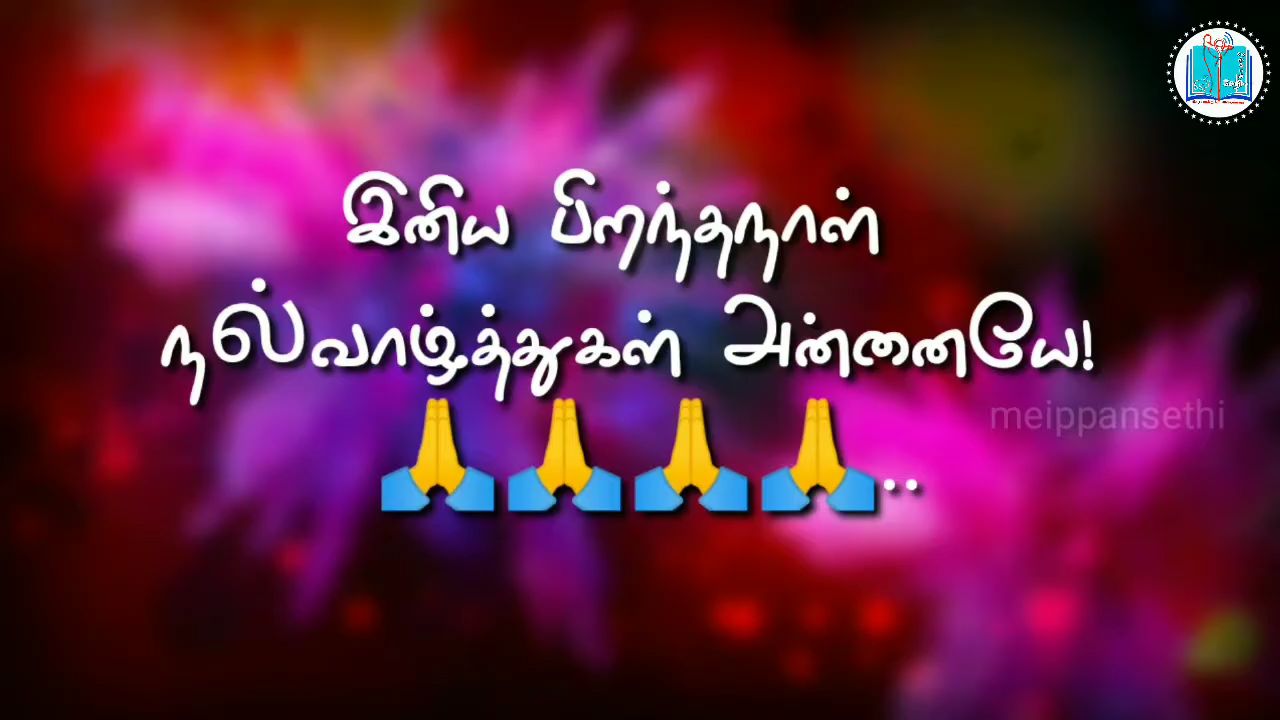 இனிய பிறந்தநாள்
நல்வாழ்த்துகள் அன்னையே!
🙏🙏🙏🙏..
meippansethi